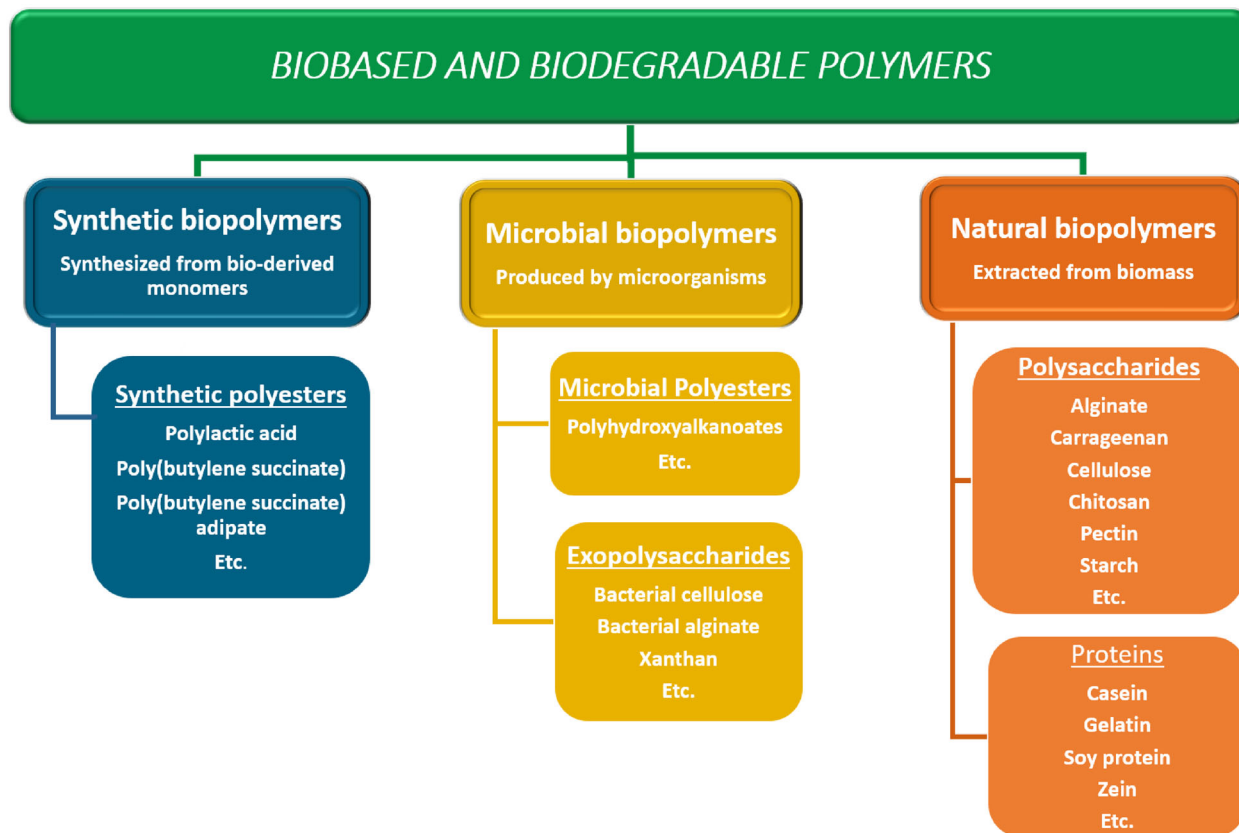 BIOBASED AND BIODEGRADABLE POLYMERS
Synthetic biopolymers
Synthesized from bio-derived
monomers
Synthetic polyesters
Polylactic acid
Poly(butylene succinate)
Poly(butylene succinate)
adipate
Etc.
Microbial biopolymers
Produced by microorganisms
Microbial Polyesters
Polyhydroxyalkanoates
Etc.
Exopolysaccharides
Bacterial cellulose
Bacterial alginate
Xanthan
Etc.
Natural biopolymers
Extracted from biomass
Polysaccharides
Alginate
Carrageenan
Cellulose
Chitosan
Pectin
Starch
Etc.
Proteins
Casein
Gelatin
Soy protein
Zein
Etc.